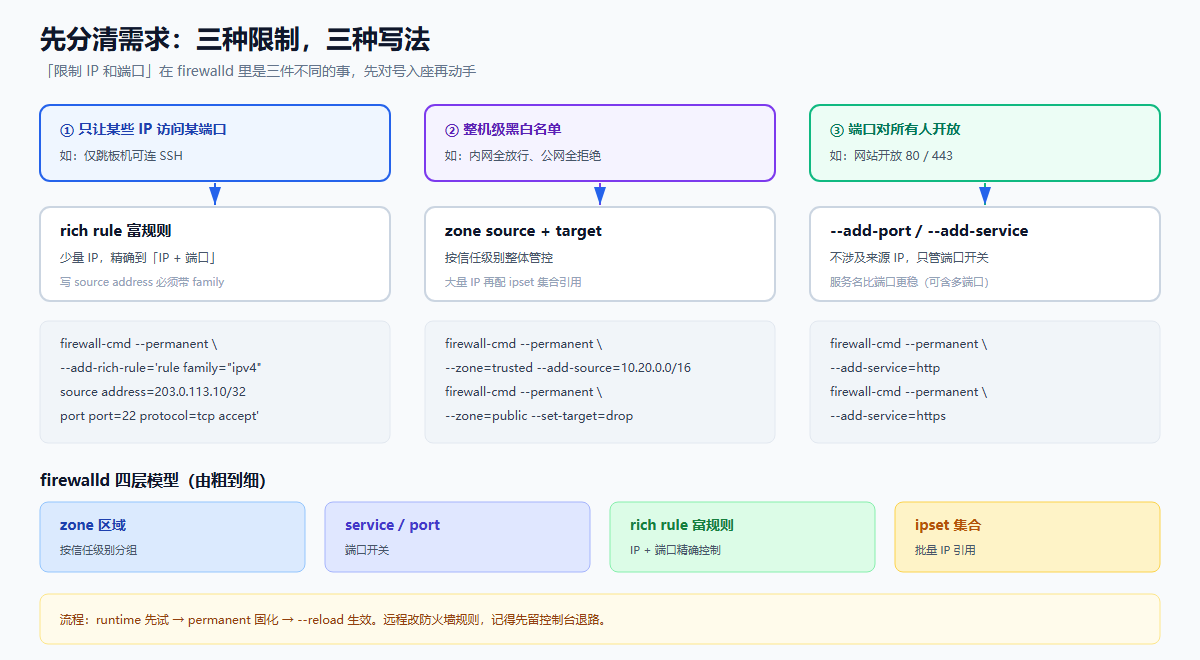 先分清需求：三种限制，三种写法
「限制 IP 和端口」在 firewalld 里是三件不同的事，先对号入座再动手
① 只让某些 IP 访问某端口
如：仅跳板机可连 SSH
② 整机级黑白名单
如：内网全放行、公网全拒绝
③ 端口对所有人开放
如：网站开放 80 / 443
rich rule 富规则
少量 IP，精确到「IP + 端口」
写 source address 必须带 family
zone source + target
按信任级别整体管控
大量 IP 再配 ipset 集合引用
--add-port / --add-service
不涉及来源 IP，只管端口开关
服务名比端口更稳（可含多端口）
firewall-cmd --permanent \
--add-rich-rule='rule family="ipv4"
source address=203.0.113.10/32
port port=22 protocol=tcp accept'
firewall-cmd --permanent \
--zone=trusted --add-source=10.20.0.0/16
firewall-cmd --permanent \
--zone=public --set-target=drop
firewall-cmd --permanent \
--add-service=http
firewall-cmd --permanent \
--add-service=https
firewalld 四层模型（由粗到细）
zone 区域
按信任级别分组
service / port
端口开关
rich rule 富规则
IP + 端口精确控制
ipset 集合
批量 IP 引用
流程：runtime 先试 → permanent 固化 → --reload 生效。远程改防火墙规则，记得先留控制台退路。